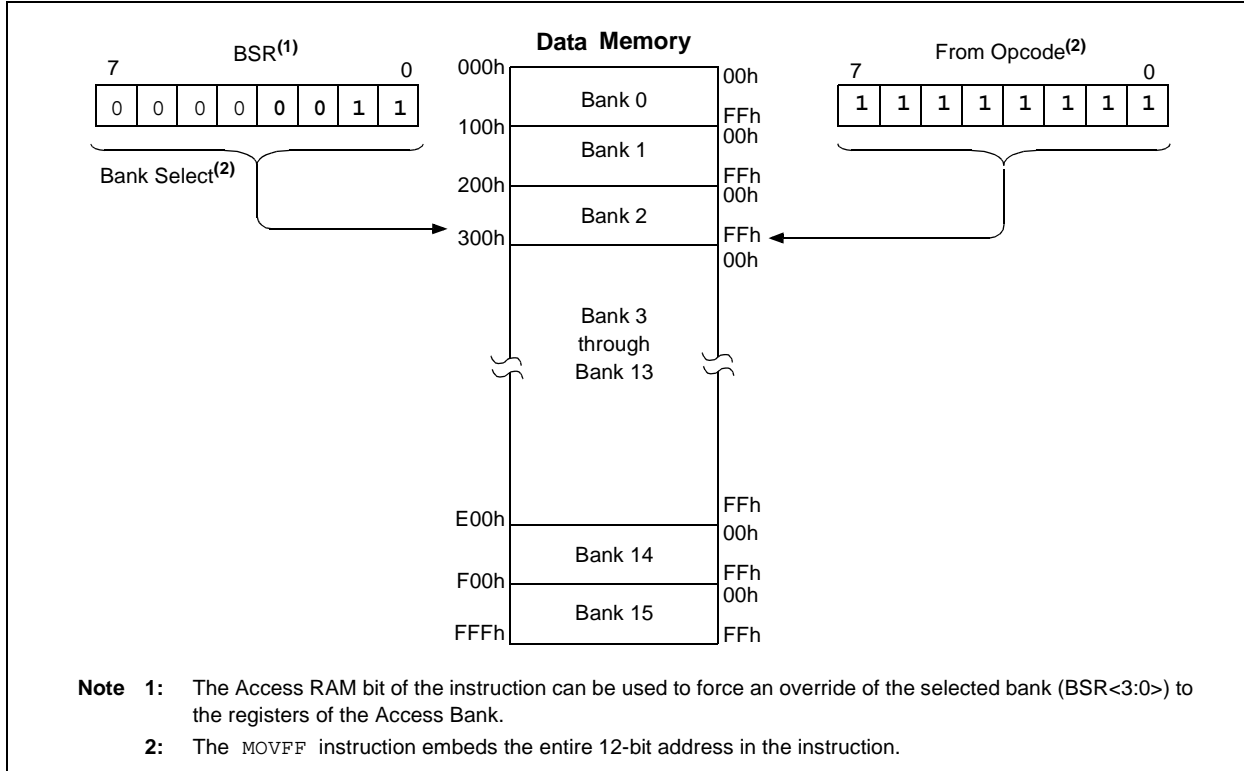 Data Memory
BSR(1)
7 0
0 0 0 0 0 0 1 1
Bank Select(2)
From Opcode(2)
7 0
1 1 1 1 1 1 1 1
000h 00h
Bank 0
FFh
100h 00h
Bank 1
FFh
200h 00h
Bank 2
300h FFh
00h
Bank 3
through
Bank 13
FFh
E00h 00h
Bank 14
FFh
F00h 00h
Bank 15
FFFh FFh
Note 1: The Access RAM bit of the instruction can be used to force an override of the selected bank (BSR<3:0>) to
the registers of the Access Bank.
2: The MOVFF instruction embeds the entire 12-bit address in the instruction.